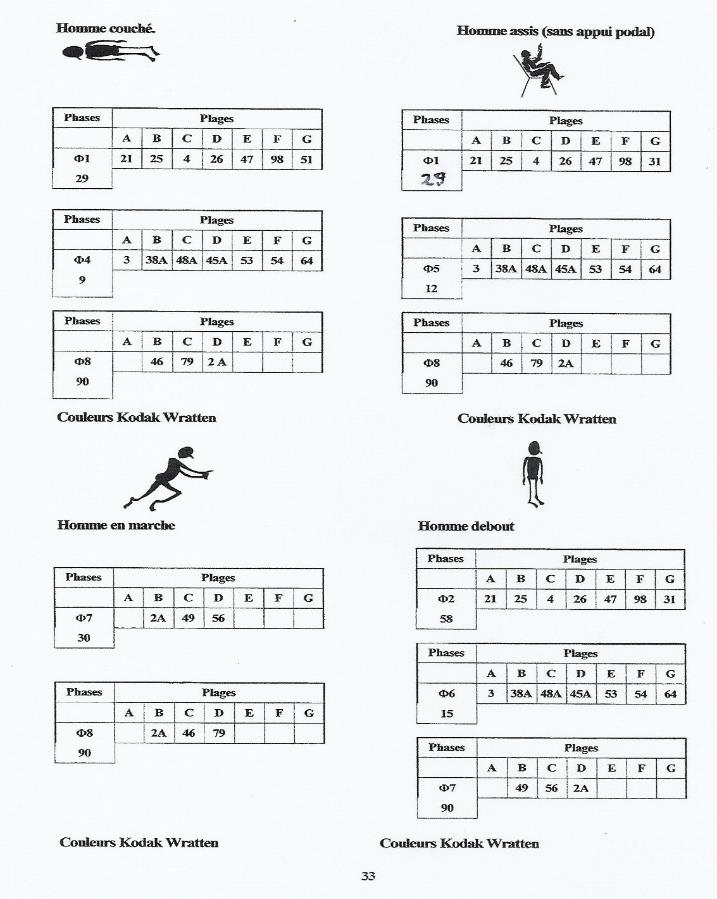 Homme couché.
Phases Plages
A B C D E F G
Φ1 21 25 4 26 47 98 51
29
Phases Plages
A B C D E F G
Φ4 3 38A 48A 45A 53 54 64
9
Phases Plages
A B C D E F G
Φ8 46 79 2 A
90
Couleurs Kodak Wratten
Homme assis (sans appui podal)
Phases Plages
A B C D E F G
Φ1 21 25 4 26 47 98 31
29
Phases Plages
A B C D E F G
Φ5 3 38A 48A 45A 53 54 64
12
Phases Plages
A B C D E F G
Φ8 46 79 2A
90
Couleurs Kodak Wratten
Homme en marche
Phases Plages
A B C D E F G
Φ7 2A 49 56
30
Phases Plages
A B C D E F G
Φ8 2A 46 79
90
Couleurs Kodak Wratten
Homme debout
Phases Plages
A B C D E F G
Φ2 21 25 4 26 47 98 31
58
Phases Plages
A B C D E F G
Φ6 3 38A 48A 45A 53 54 64
15
Phases Plages
A B C D E F G
Φ7 49 56 2A
90
Couleurs Kodak Wratten
33